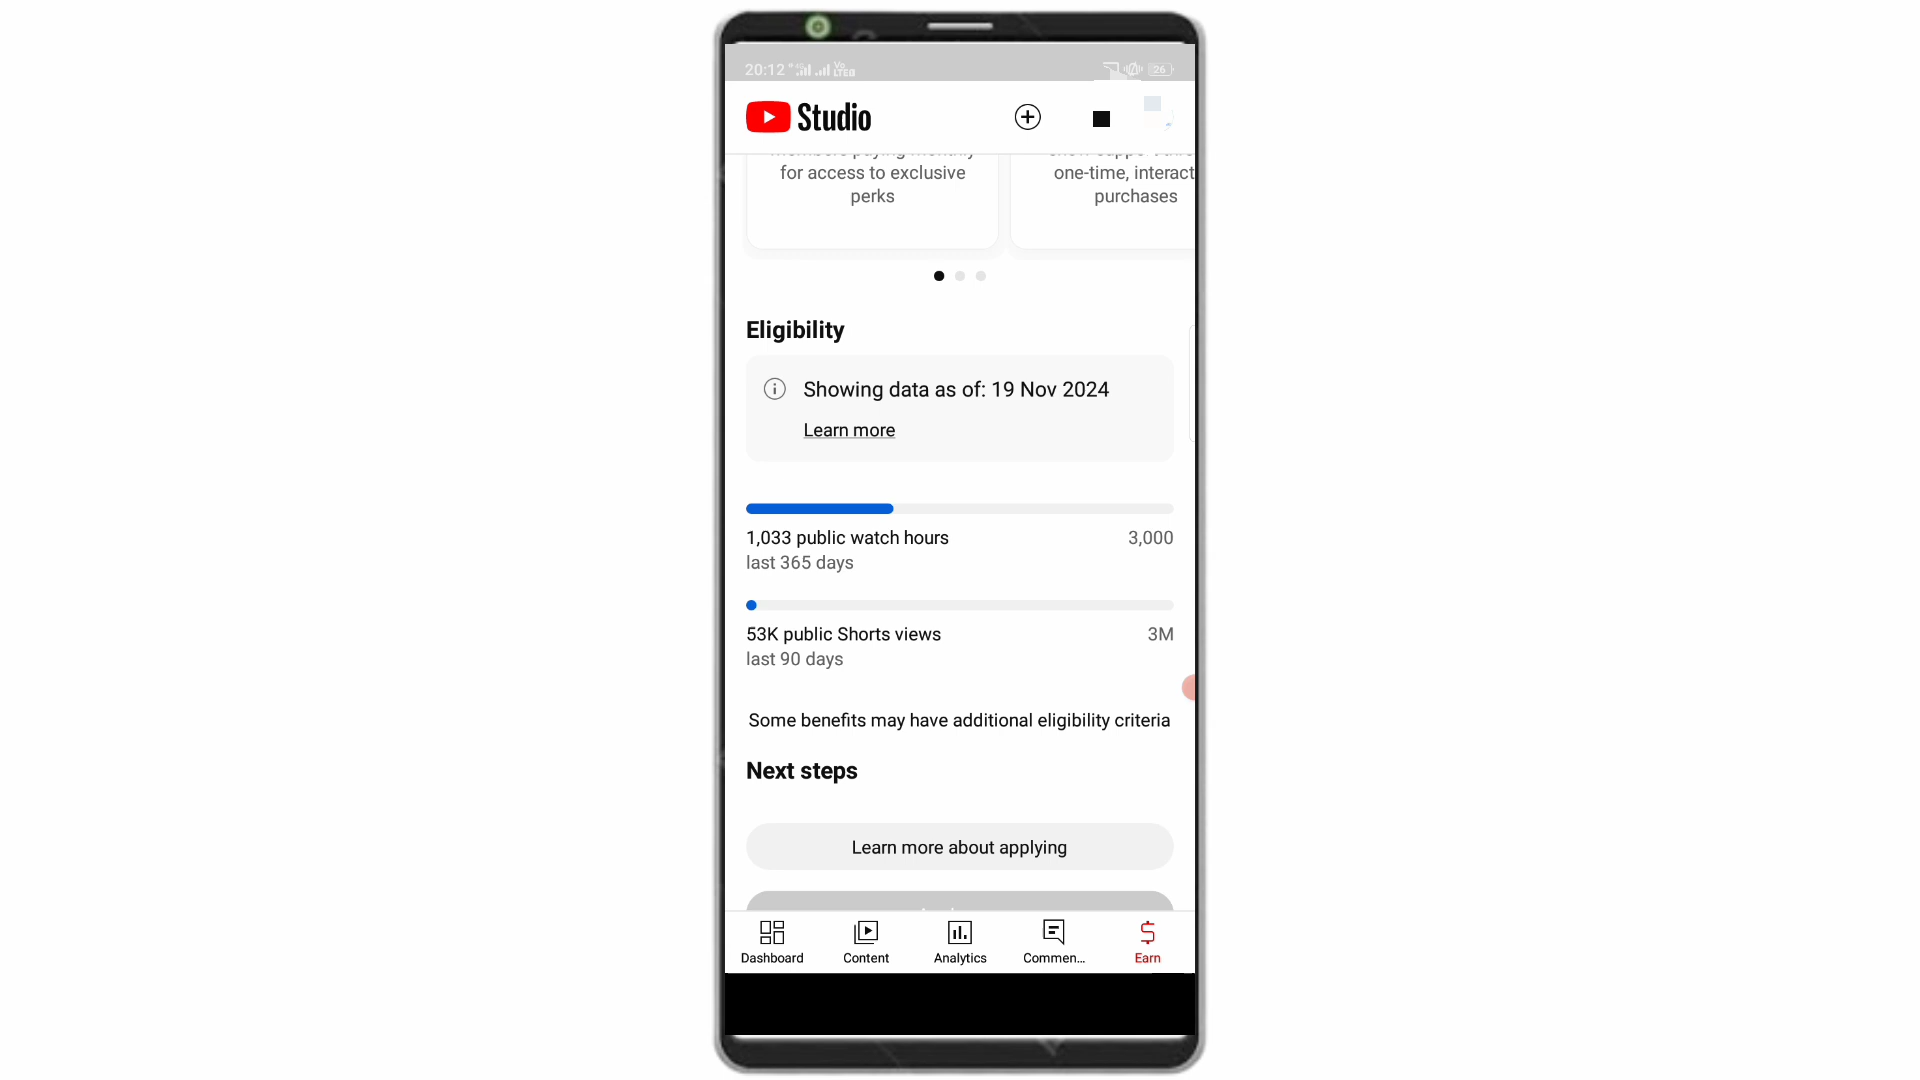 20:12
26
Studio
for access to exclusive
perks
one-time, interact
purchases
Eligibility
Showing data as of: 19 Nov 2024
Learn more
1,033 public watch hours 3,000
last 365 days
53K public Shorts views 3M
last 90 days
Some benefits may have additional eligibility criteria
Next steps
Learn more about applying
Dashboard Content Analytics Commen... Earn